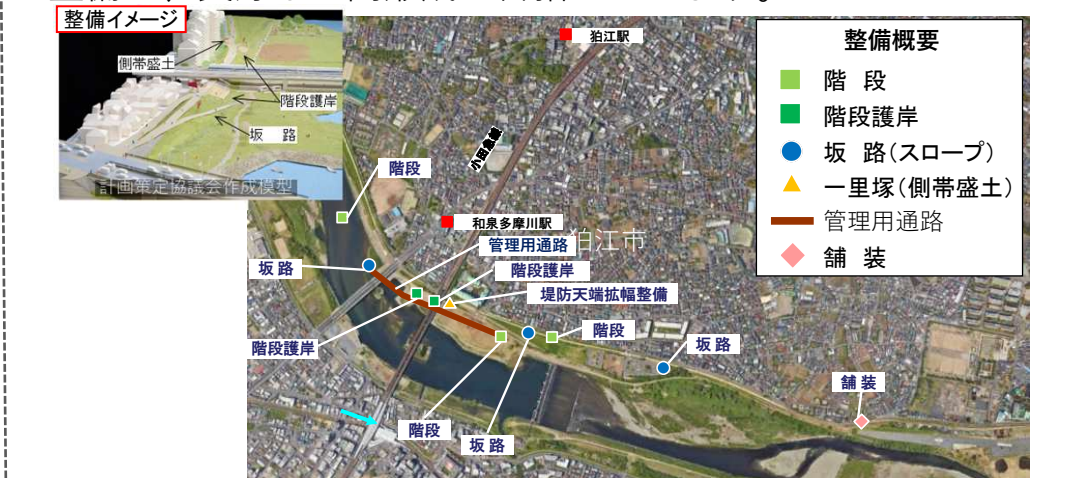 整備イメージ
側帯盛土
階段護岸
坂 路
計画策定協議会作成模型
狛江駅
小田急線
階段
和泉多摩川駅
狛江市
管理用通路
坂 路
階段護岸
堤防天端拡幅整備
階段護岸
階段
坂 路
舗 装
階段
坂 路
整備概要
階 段
階段護岸
坂 路(スロープ)
一里塚(側帯盛土)
管理用通路
舗 装